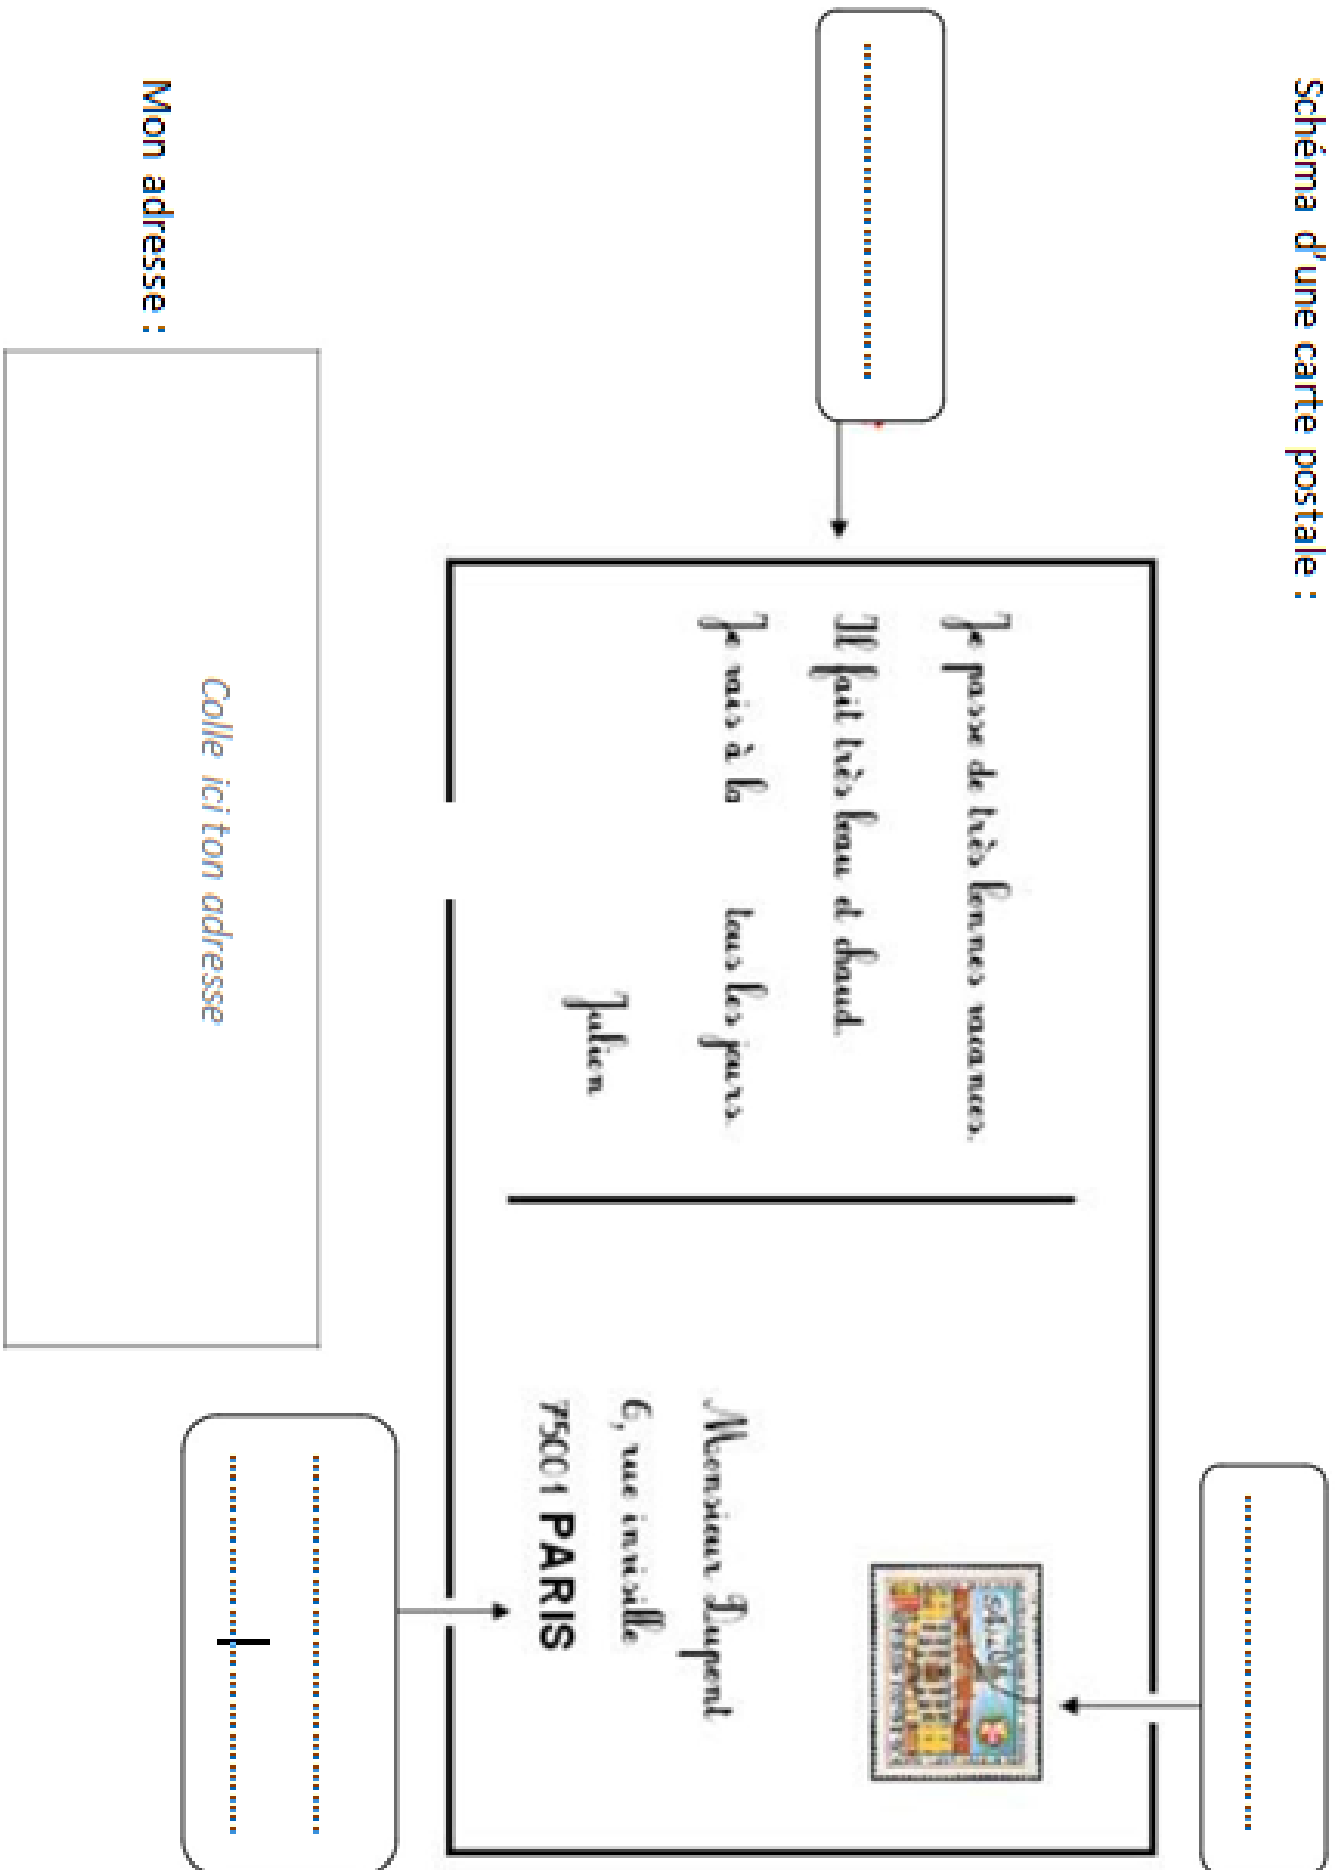 Schéma d'une carte postale :
Je passe de très bonnes vacances.
Il fait très beau et chaud.
Je vais à la tous les jours.
Julien
Monsieur Dupont
6, rue invisille
75001 PARIS
Mon adresse :
Colle ici ton adresse